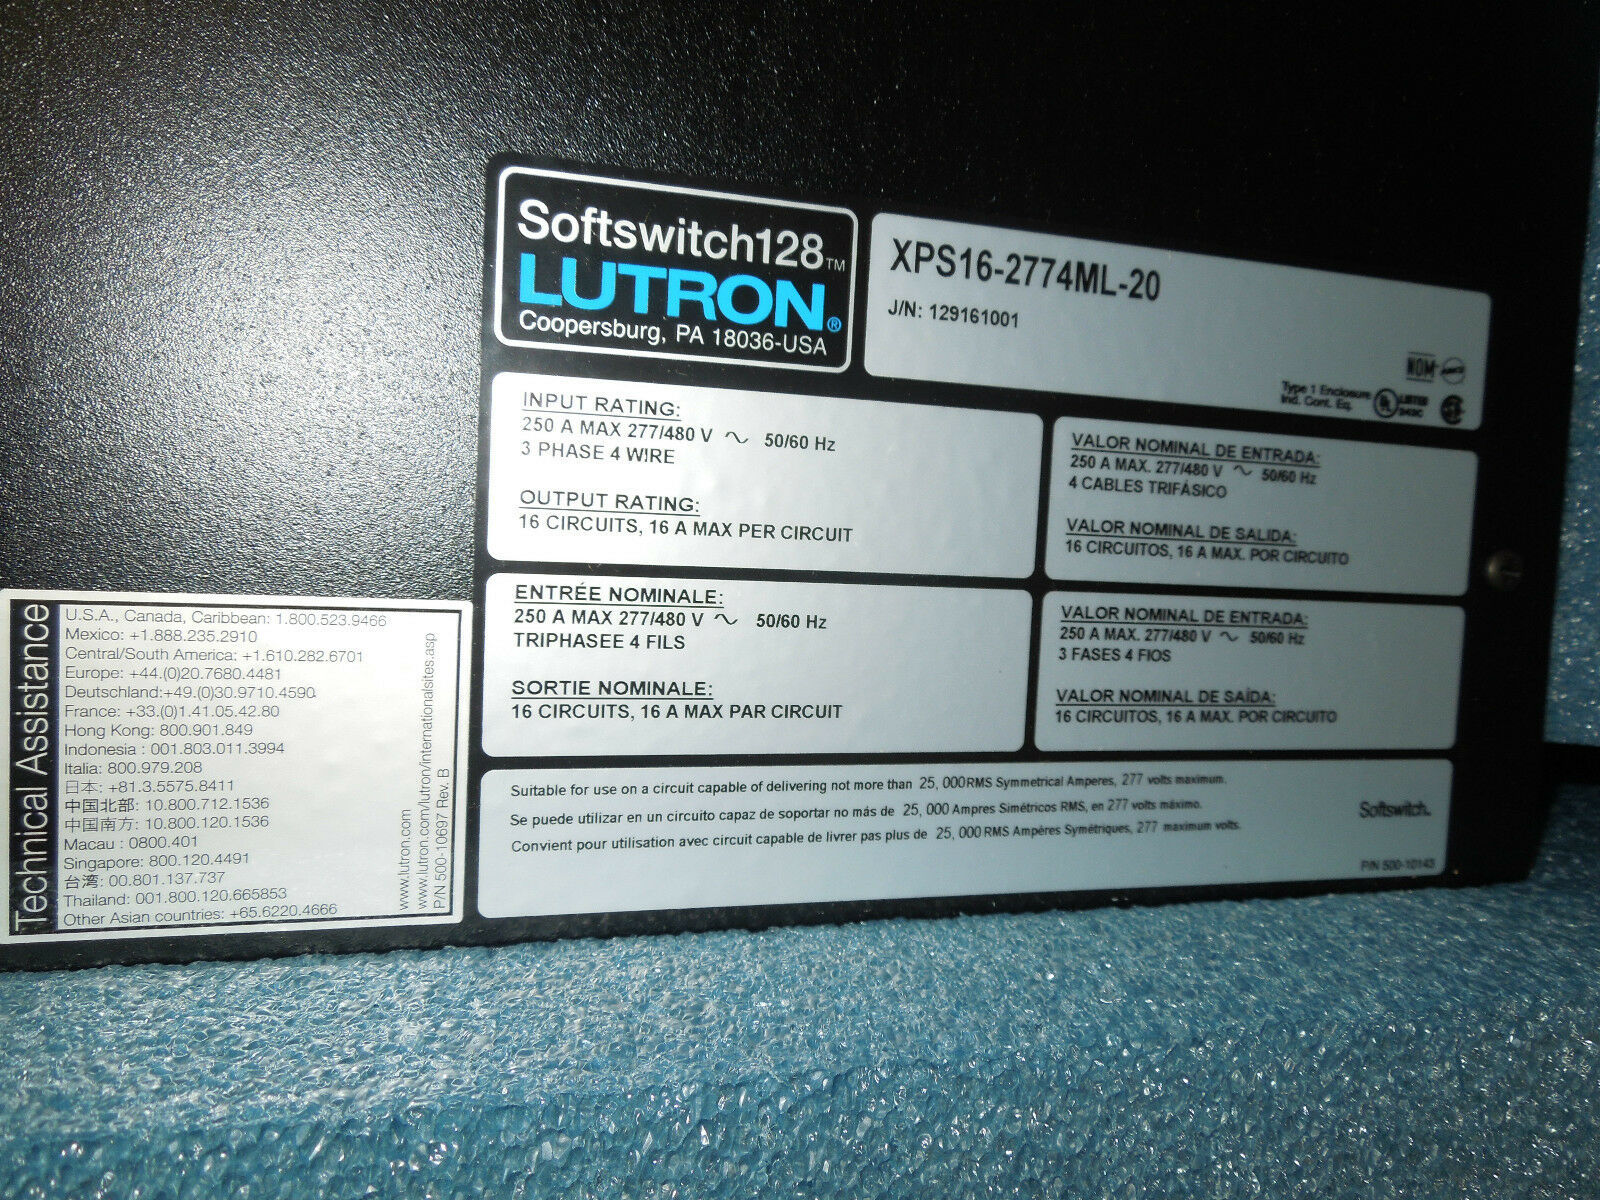 Softswitch128™
LUTRON®
Coopersburg, PA 18036-USA
XPS16-2774ML-20
J/N: 129161001
NOM
Type 1 Enclosure
Ind. Cont. Eq.
UL
LISTED
INPUT RATING:
250 A MAX 277/480 V ~ 50/60 Hz
3 PHASE 4 WIRE
OUTPUT RATING:
16 CIRCUITS, 16 A MAX PER CIRCUIT
VALOR NOMINAL DE ENTRADA:
250 A MAX. 277/480 V ~ 50/60 Hz
4 CABLES TRIFÁSICO
VALOR NOMINAL DE SALIDA:
16 CIRCUITOS, 16 A MAX. POR CIRCUITO
ENTRÉE NOMINALE:
250 A MAX 277/480 V ~ 50/60 Hz
TRIPHASEE 4 FILS
SORTIE NOMINALE:
16 CIRCUITS, 16 A MAX PAR CIRCUIT
VALOR NOMINAL DE ENTRADA:
250 A MAX. 277/480 V ~ 50/60 Hz
3 FASES 4 FIOS
VALOR NOMINAL DE SAÍDA:
16 CIRCUITOS, 16 A MAX. POR CIRCUITO
Suitable for use on a circuit capable of delivering not more than 25, 000RMS Symmetrical Amperes, 277 volts maximum.
Se puede utilizar en un circuito capaz de soportar no más de 25, 000 Ampres Simétricos RMS, en 277 volts máximo.
Convient pour utilisation avec circuit capable de livrer pas plus de 25, 000 RMS Ampères Symétriques, 277 maximum volts.
Softswitch™
P/N 500-10143
Technical Assistance
U.S.A., Canada, Caribbean: 1.800.523.9466
Mexico: +1.888.235.2910
Central/South America: +1.610.282.6701
Europe: +44.(0)20.7680.4481
Deutschland:+49.(0)30.9710.4590
France: +33.(0)1.41.05.42.80
Hong Kong: 800.901.849
Indonesia : 001.803.011.3994
Italia: 800.979.208
日本: +81.3.5575.8411
中国北部: 10.800.712.1536
中国南方: 10.800.120.1536
Macau : 0800.401
Singapore: 800.120.4491
台湾: 00.801.137.737
Thailand: 001.800.120.665853
Other Asian countries: +65.6220.4666
www.lutron.com
www.lutron.com/lutron/internationalsites.asp
P/N 500-10697 Rev. B